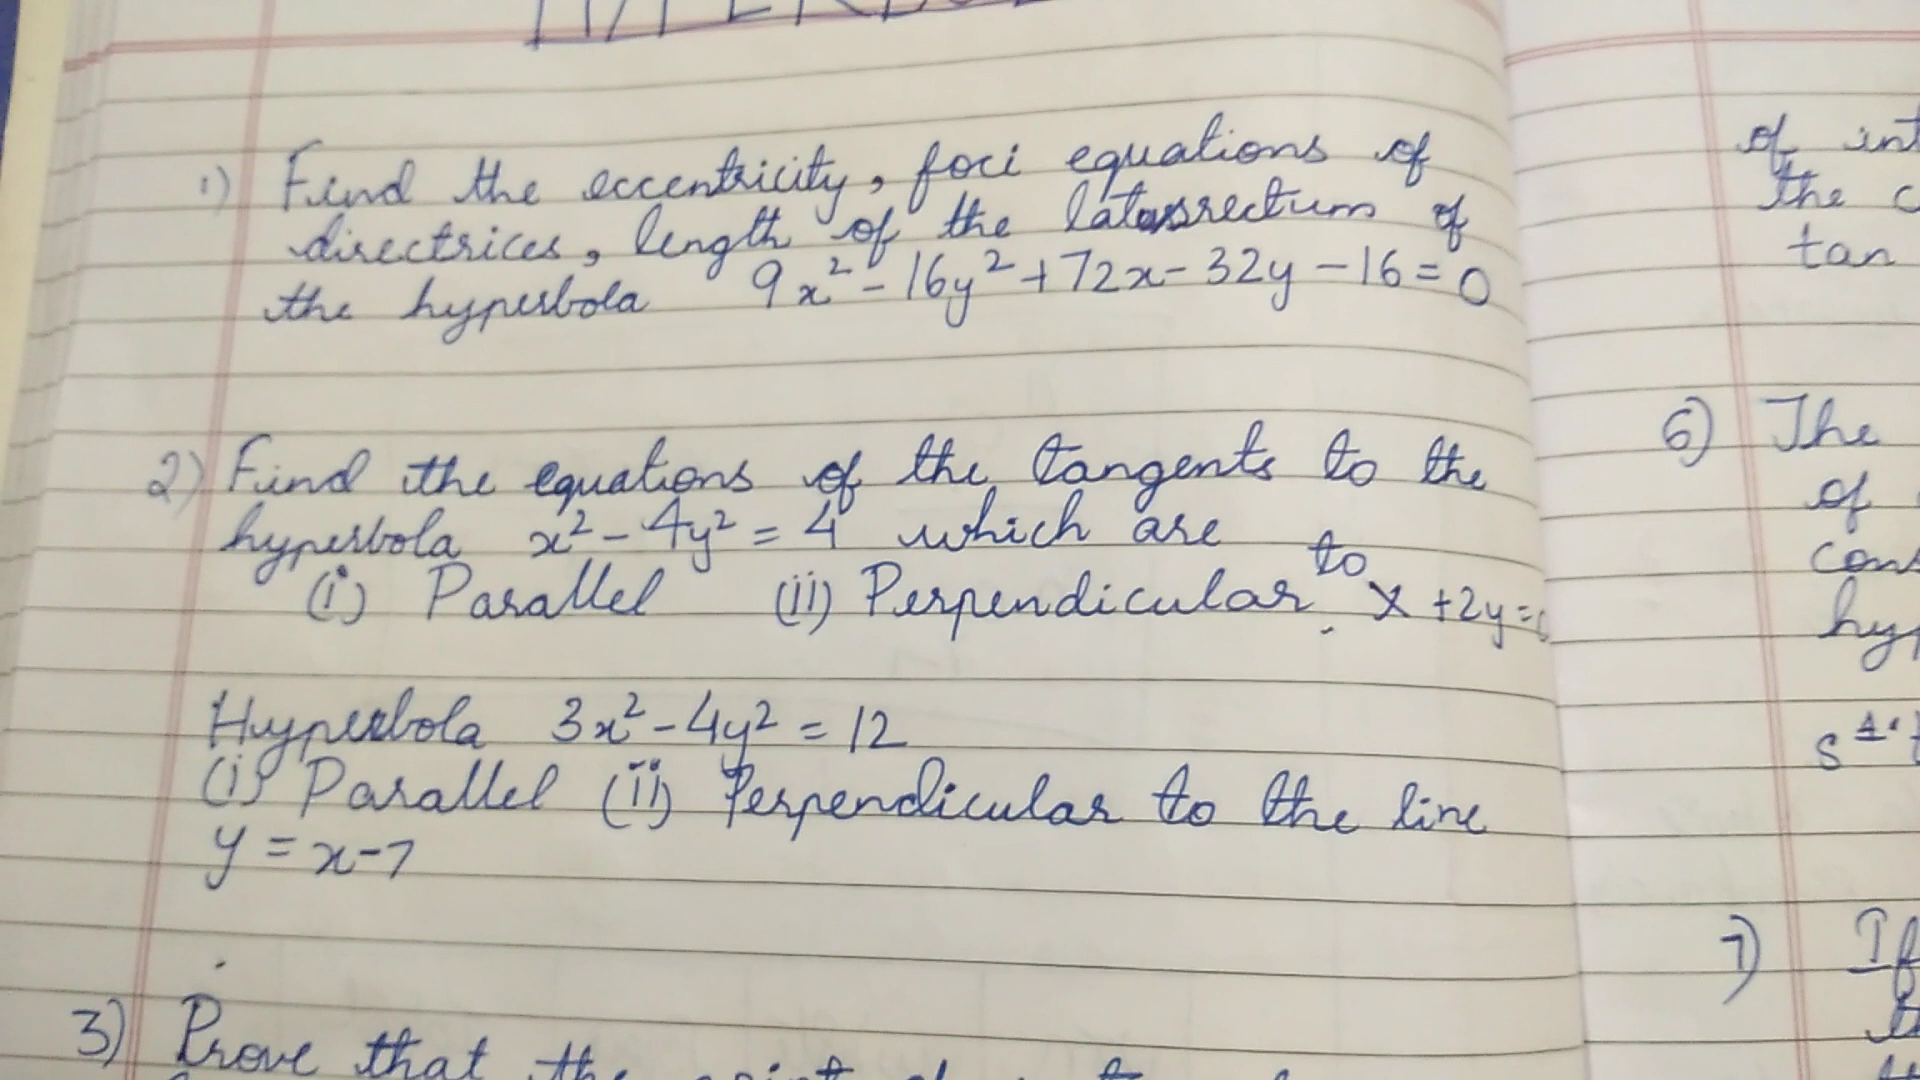 1) Find the eccentricity, foci equations of
directrices, length of the latusrectum of
the hyperbola 9x² - 16y² + 72x - 32y - 16 = 0
2) Find the equations of the tangents to the
hyperbola x² - 4y² = 4 which are
(i) Parallel (ii) Perpendicular to x + 2y = 0
Hyperbola 3x² - 4y² = 12
(i) Parallel (ii) Perpendicular to the line
y = x - 7
3) Prove that the
of
the
tan
6) The
of
7) If